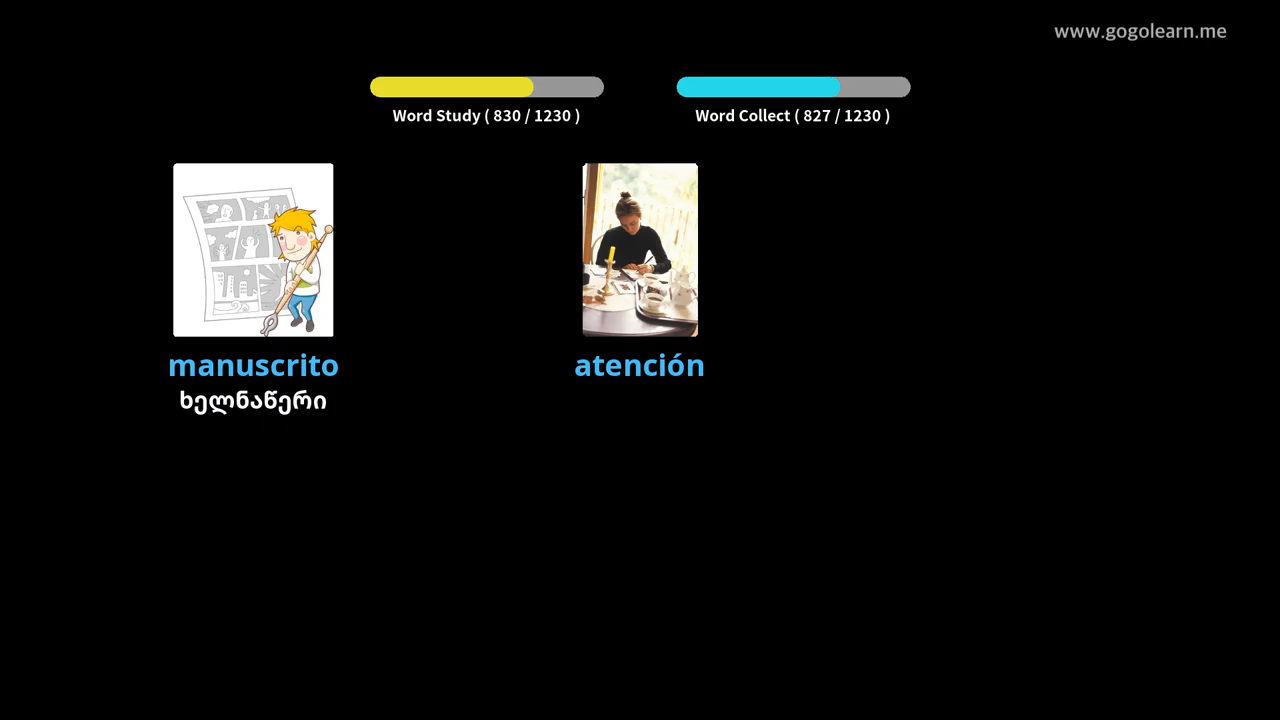 www.gogolearn.me
Word Study ( 830 / 1230 )
Word Collect ( 827 / 1230 )
manuscrito
ხელნაწერი
atención